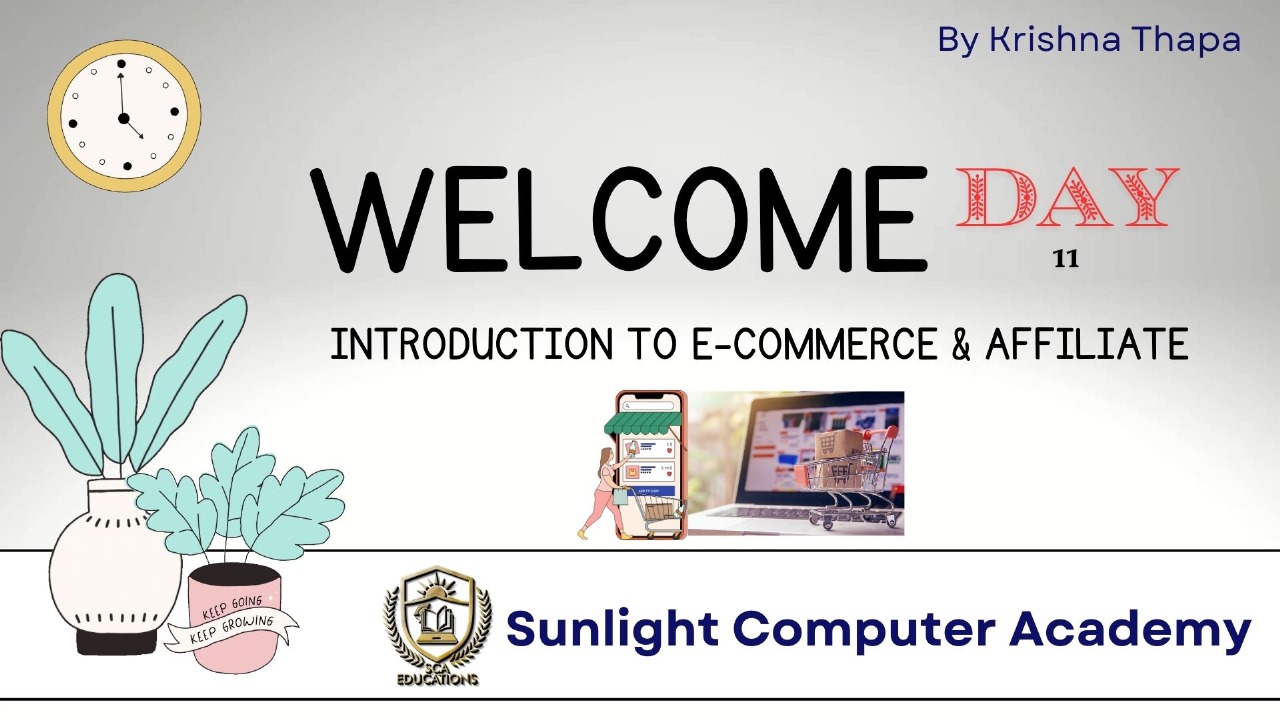 By Krishna Thapa
WELCOME DAY
11
INTRODUCTION TO E-COMMERCE & AFFILIATE
KEEP GOING
KEEP GROWING
SCA
EDUCATIONS
Sunlight Computer Academy